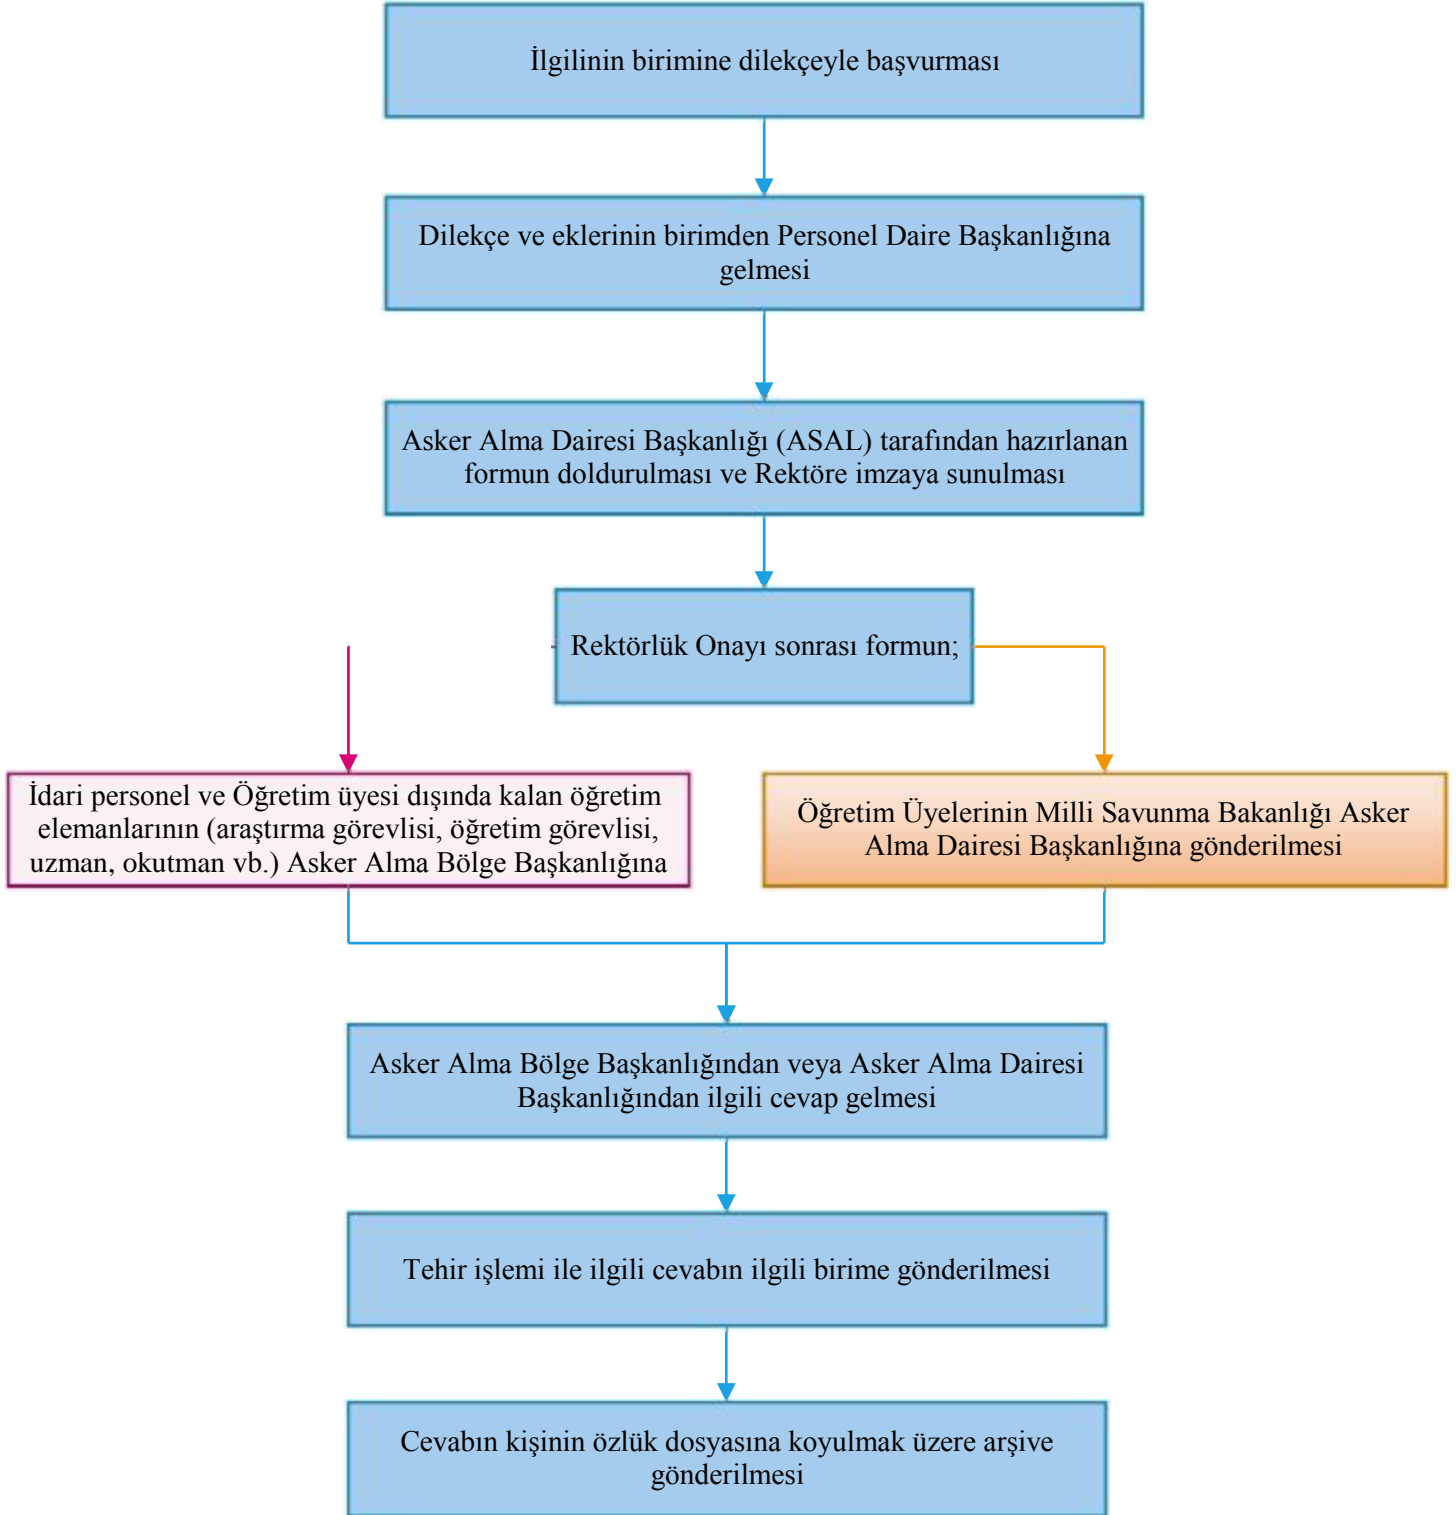 İlgilinin birimine dilekçeyle başvurması
Dilekçe ve eklerinin birimden Personel Daire Başkanlığına
gelmesi
Asker Alma Dairesi Başkanlığı (ASAL) tarafından hazırlanan
formun doldurulması ve Rektöre imzaya sunulması
Rektörlük Onayı sonrası formun;
İdari personel ve Öğretim üyesi dışında kalan öğretim
elemanlarının (araştırma görevlisi, öğretim görevlisi,
uzman, okutman vb.) Asker Alma Bölge Başkanlığına
Öğretim Üyelerinin Milli Savunma Bakanlığı Asker
Alma Dairesi Başkanlığına gönderilmesi
Asker Alma Bölge Başkanlığından veya Asker Alma Dairesi
Başkanlığından ilgili cevap gelmesi
Tehir işlemi ile ilgili cevabın ilgili birime gönderilmesi
Cevabın kişinin özlük dosyasına koyulmak üzere arşive
gönderilmesi